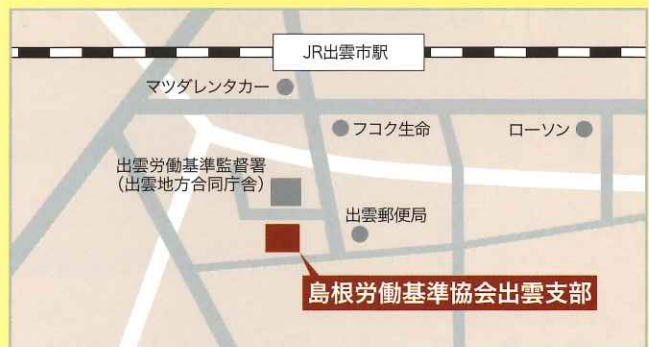 JR出雲市駅
マツダレンタカー
フコク生命
ローソン
出雲労働基準監督署
（出雲地方合同庁舎）
出雲郵便局
島根労働基準協会出雲支部